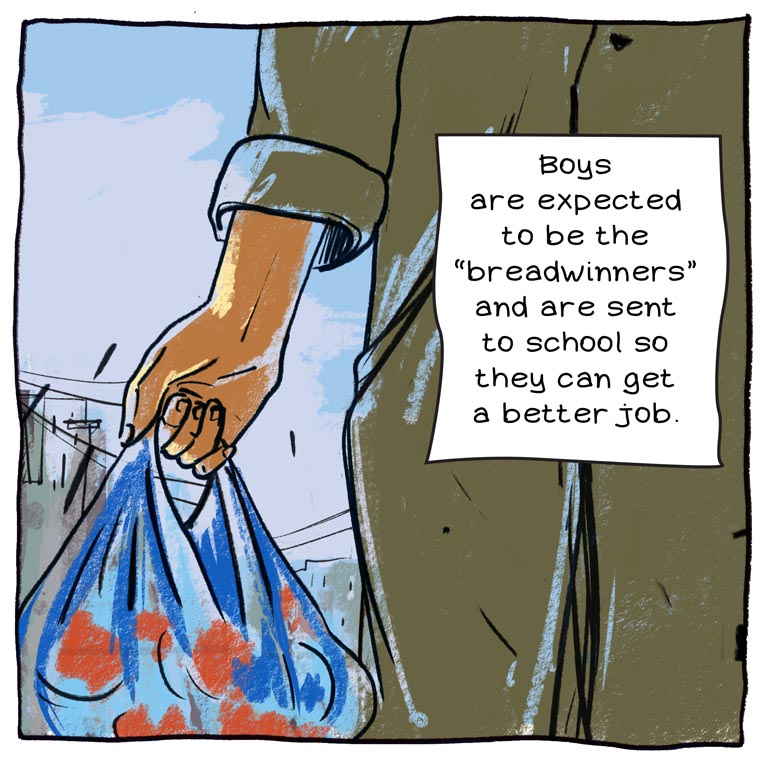 Boys
are expected
to be the
“breadwinners”
and are sent
to school so
they can get
a better job.